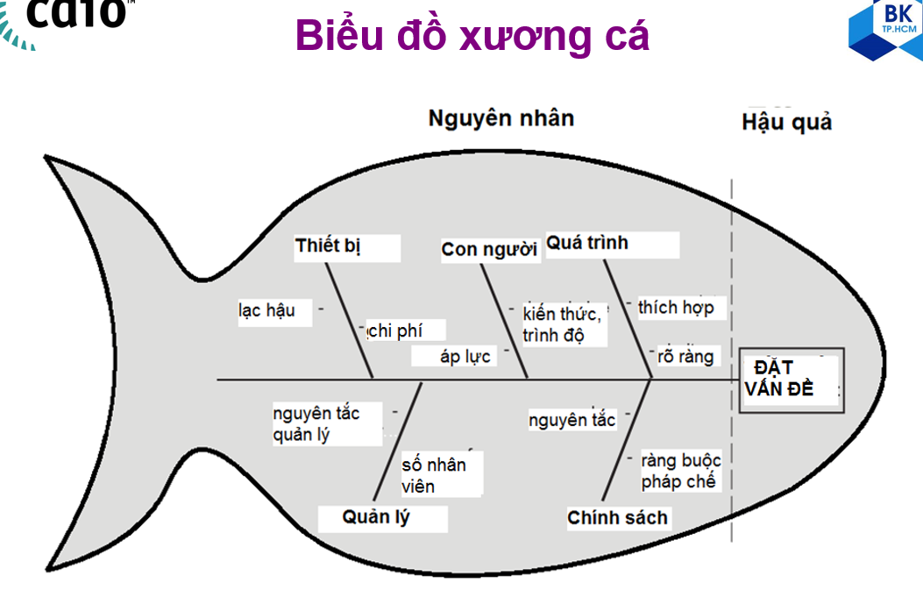 cdio
Biểu đồ xương cá
BK
TP.HCM
Nguyên nhân
Hậu quả
Thiết bị
Con người
Quá trình
lạc hậu
chi phí
kiến thức,
trình độ
áp lực
thích hợp
rõ ràng
ĐẶT
VẤN ĐỀ
nguyên tắc
quản lý
số nhân
viên
nguyên tắc
ràng buộc
pháp chế
Quản lý
Chính sách